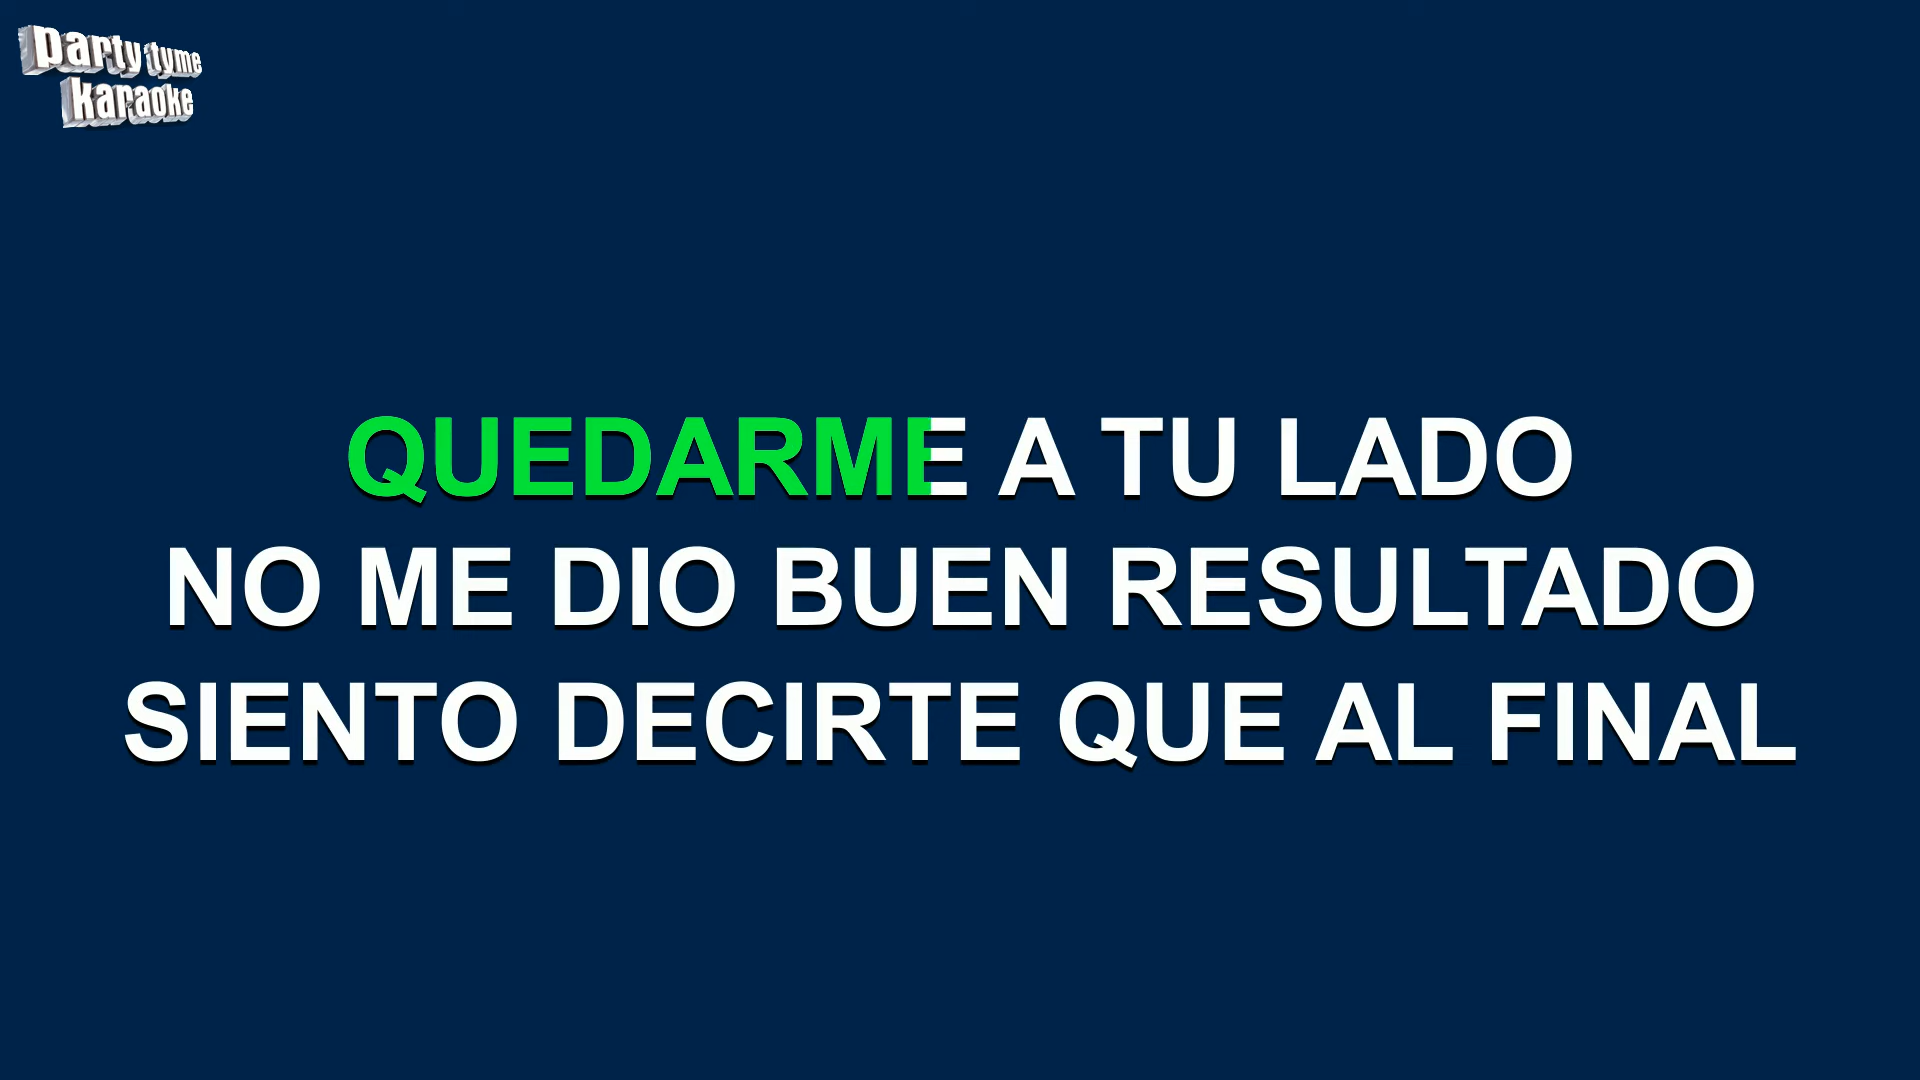 party tyme
karaoke
QUEDARME A TU LADO
NO ME DIO BUEN RESULTADO
SIENTO DECIRTE QUE AL FINAL